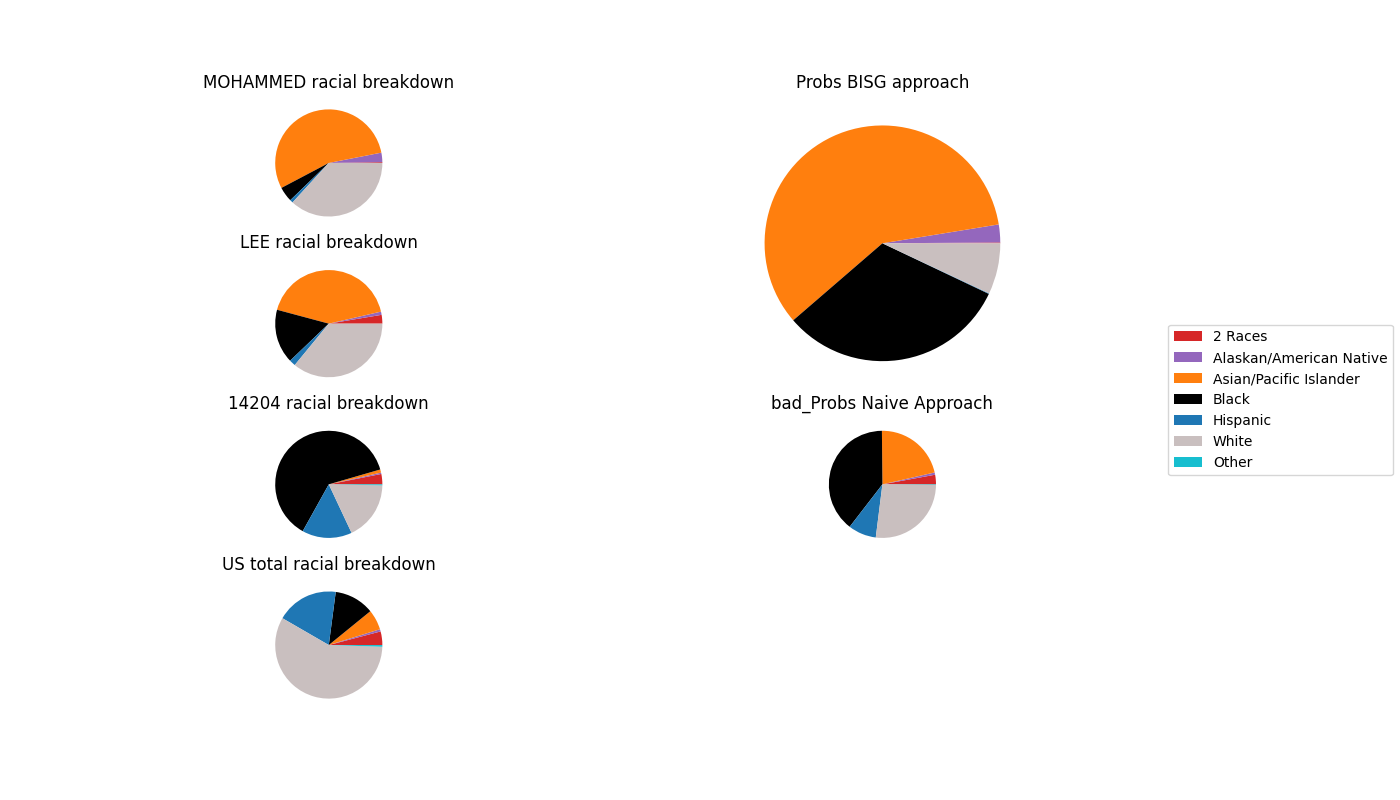 MOHAMMED racial breakdown
LEE racial breakdown
14204 racial breakdown
US total racial breakdown
Probs BISG approach
bad_Probs Naive Approach
2 Races
Alaskan/American Native
Asian/Pacific Islander
Black
Hispanic
White
Other